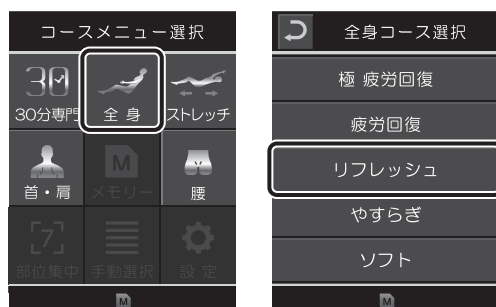 コースメニュー選択
30
30分専門
全身
ストレッチ
首・肩
M
メモリー
腰
[7]
部位集中
手動選択
設定
M
全身コース選択
極 疲労回復
疲労回復
リフレッシュ
やすらぎ
ソフト
M